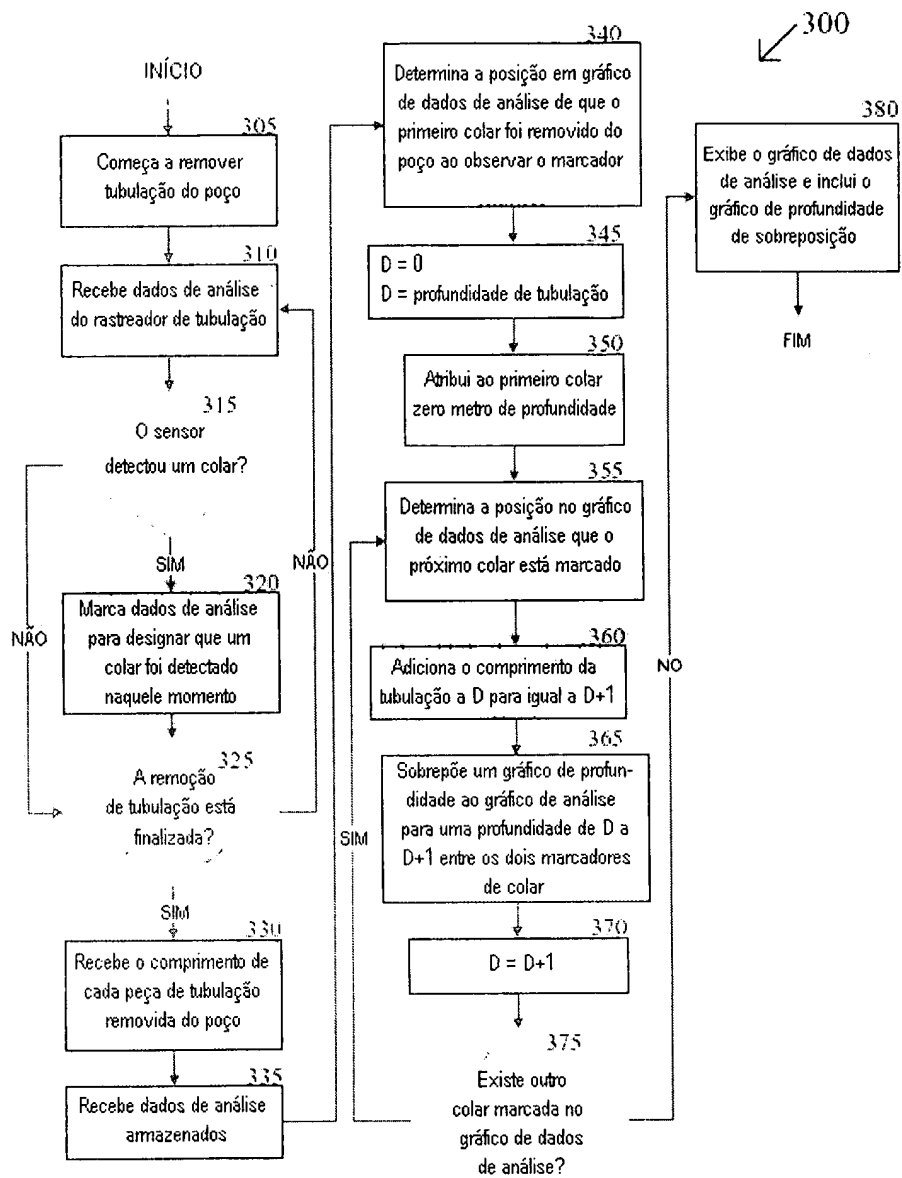 300
INÍCIO
305
Começa a remover
tubulação do poço
310
Recebe dados de análise
do rastreador de tubulação
315
O sensor
detectou um colar?
NÃO
SIM
NÃO
320
Marca dados de análise
para designar que um
colar foi detectado
naquele momento
325
A remoção
de tubulação está
finalizada?
SIM
330
Recebe o comprimento de
cada peça de tubulação
removida do poço
335
Recebe dados de análise
armazenados
340
Determina a posição em gráfico
de dados de análise de que o
primeiro colar foi removido do
poço ao observar o marcador
345
D = 0
D = profundidade de tubulação
350
Atribui ao primeiro colar
zero metro de profundidade
355
Determina a posição no gráfico
de dados de análise que o
próximo colar está marcado
360
Adiciona o comprimento da
tubulação a D para igual a D+1
365
Sobrepõe um gráfico de profun-
didade ao gráfico de análise
para uma profundidade de D a
D+1 entre os dois marcadores
de colar
SIM
370
D = D+1
375
Existe outro
colar marcada no
gráfico de dados
de análise?
NO
380
Exibe o gráfico de dados
de análise e inclui o
gráfico de profundidade
de sobreposição
FIM